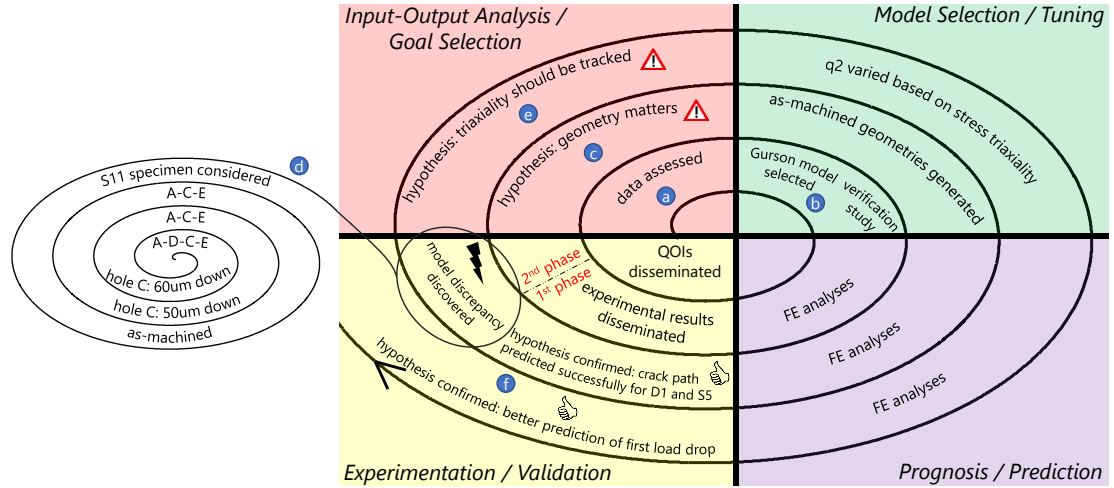 Input-Output Analysis /
Goal Selection
Model Selection / Tuning
hypothesis: triaxiality should be tracked
e
hypothesis: geometry matters
c
data assessed
a
q2 varied based on stress triaxiality
as-machined geometries generated
Gurson model verification
selected study
b
d
S11 specimen considered
A-C-E
A-C-E
A-D-C-E
hole C: 60um down
hole C: 50um down
as-machined
QOIs
disseminated
2nd phase
1st phase
experimental results
disseminated
model discrepancy
discovered
hypothesis confirmed: crack path
predicted successfully for D1 and S5
f
hypothesis confirmed: better prediction of first load drop
FE analyses
FE analyses
FE analyses
Experimentation / Validation
Prognosis / Prediction